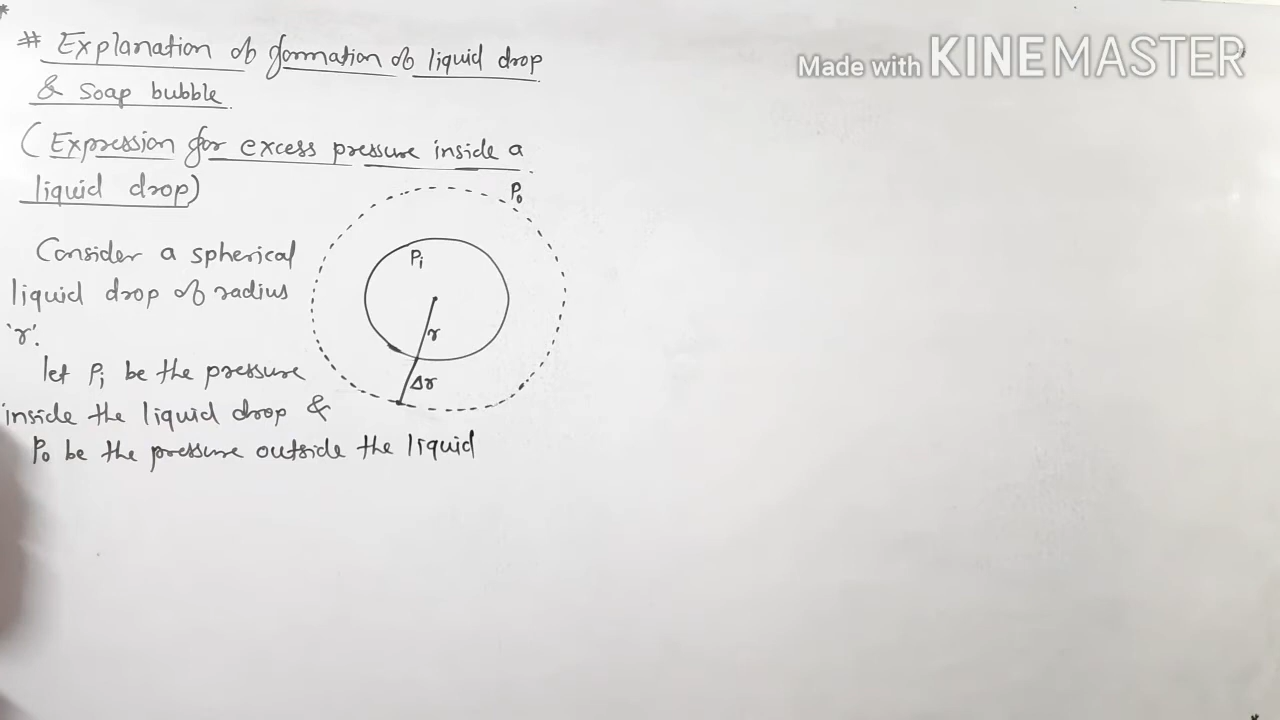 # Explanation of formation of liquid drop
& soap bubble
(Expression for excess pressure inside a
liquid drop)
Consider a spherical
liquid drop of radius
'r'.
let Pi be the pressure
inside the liquid drop &
Po be the pressure outside the liquid
Po
Pi
r
Δr
Made with KINEMASTER